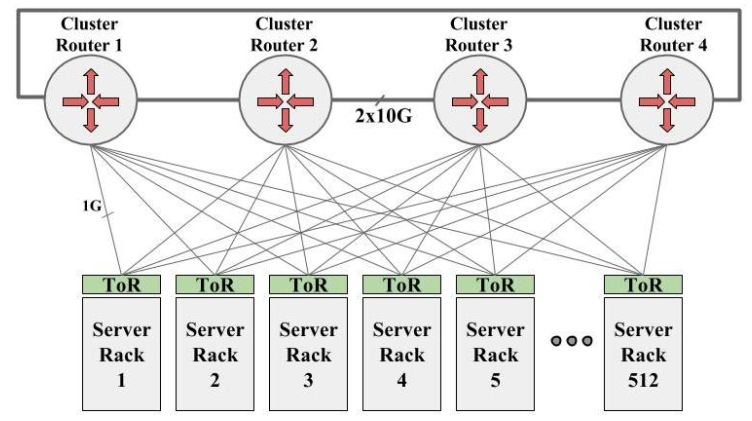 Cluster
Router 1
Cluster
Router 2
Cluster
Router 3
Cluster
Router 4
2x10G
1G
ToR
ToR
ToR
ToR
ToR
ToR
Server
Rack
1
Server
Rack
2
Server
Rack
3
Server
Rack
4
Server
Rack
5
Server
Rack
512